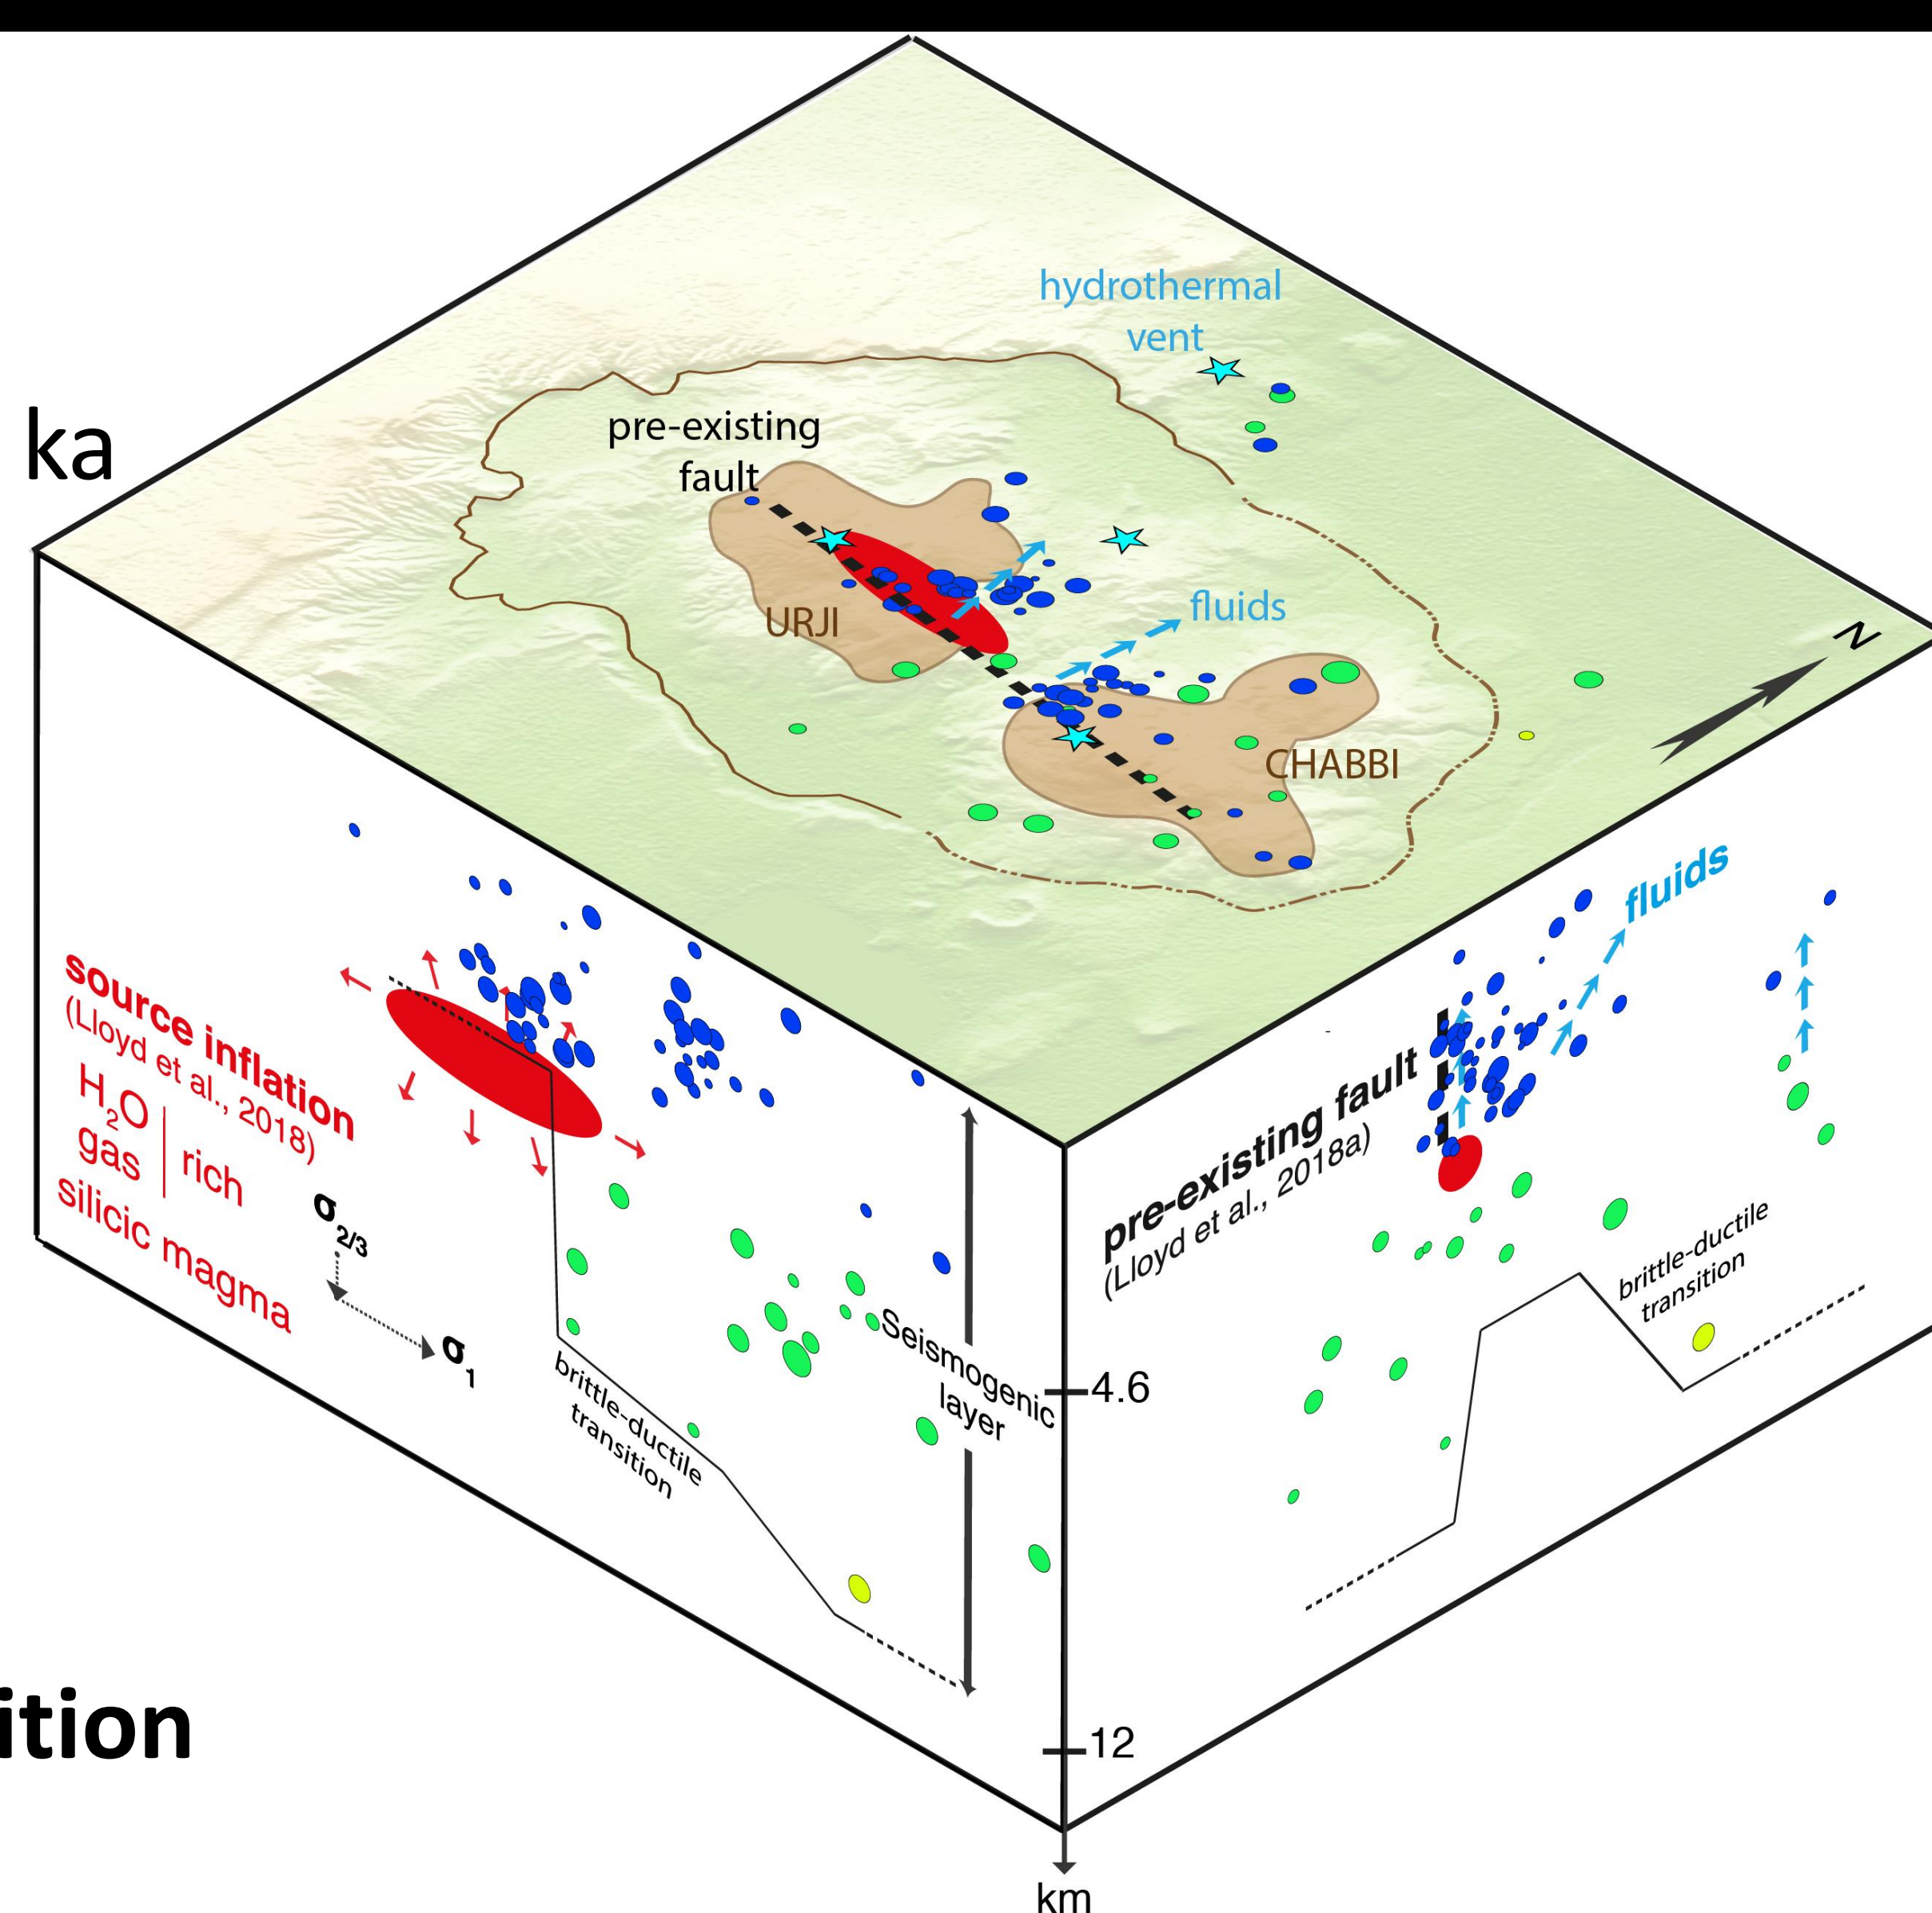 hydrothermal
vent
ka
pre-existing
fault
fluids
URJI
N
CHABBI
fluids
source inflation
(Lloyd et al., 2018)
H2O
gas
rich
silicic magma
σ2/3
σ1
pre-existing fault
(Lloyd et al., 2018a)
brittle-ductile
transition
Seismogenic
layer
4.6
brittle-ductile
transition
ition
12
km